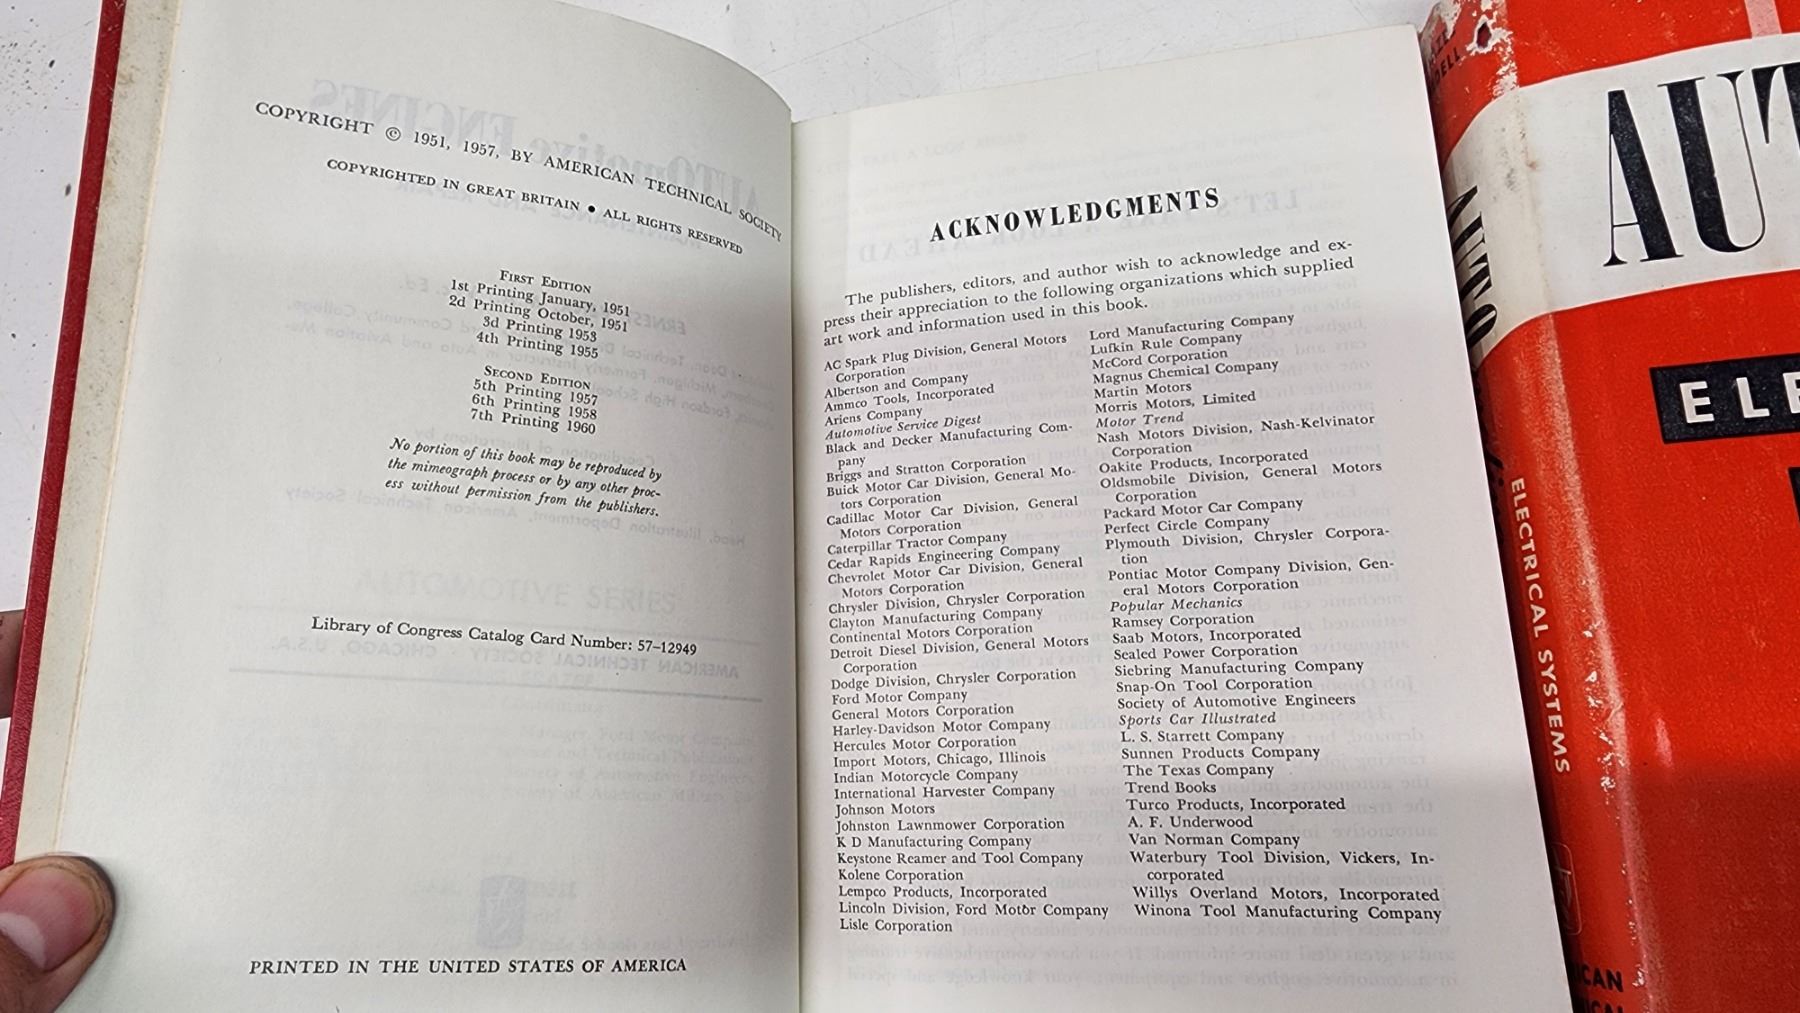 COPYRIGHT © 1951, 1957, BY AMERICAN TECHNICAL SOCIETY
COPYRIGHTED IN GREAT BRITAIN ● ALL RIGHTS RESERVED
FIRST EDITION
1st Printing January, 1951
2d Printing October, 1951
3d Printing 1953
4th Printing 1955
SECOND EDITION
5th Printing 1957
6th Printing 1958
7th Printing 1960
No portion of this book may be reproduced by
the mimeograph process or by any other proc-
ess without permission from the publishers.
Library of Congress Catalog Card Number: 57-12949
PRINTED IN THE UNITED STATES OF AMERICA
ACKNOWLEDGMENTS
The publishers, editors, and author wish to acknowledge and ex-
press their appreciation to the following organizations which supplied
art work and information used in this book.
AC Spark Plug Division, General Motors
Corporation
Albertson and Company
Ammco Tools, Incorporated
Ariens Company
Automotive Service Digest
Black and Decker Manufacturing Com-
pany
Briggs and Stratton Corporation
Buick Motor Car Division, General Mo-
tors Corporation
Cadillac Motor Car Division, General
Motors Corporation
Caterpillar Tractor Company
Cedar Rapids Engineering Company
Chevrolet Motor Car Division, General
Motors Corporation
Chrysler Division, Chrysler Corporation
Clayton Manufacturing Company
Continental Motors Corporation
Detroit Diesel Division, General Motors
Corporation
Dodge Division, Chrysler Corporation
Ford Motor Company
General Motors Corporation
Harley-Davidson Motor Company
Hercules Motor Corporation
Import Motors, Chicago, Illinois
Indian Motorcycle Company
International Harvester Company
Johnson Motors
Johnston Lawnmower Corporation
K D Manufacturing Company
Keystone Reamer and Tool Company
Kolene Corporation
Lempco Products, Incorporated
Lincoln Division, Ford Motor Company
Lisle Corporation
Lord Manufacturing Company
Lufkin Rule Company
McCord Corporation
Magnus Chemical Company
Martin Motors
Morris Motors, Limited
Motor Trend
Nash Motors Division, Nash-Kelvinator
Corporation
Oakite Products, Incorporated
Oldsmobile Division, General Motors
Corporation
Packard Motor Car Company
Perfect Circle Company
Plymouth Division, Chrysler Corpora-
tion
Pontiac Motor Company Division, Gen-
eral Motors Corporation
Popular Mechanics
Ramsey Corporation
Saab Motors, Incorporated
Sealed Power Corporation
Siebring Manufacturing Company
Snap-On Tool Corporation
Society of Automotive Engineers
Sports Car Illustrated
L. S. Starrett Company
Sunnen Products Company
The Texas Company
Trend Books
Turco Products, Incorporated
A. F. Underwood
Van Norman Company
Waterbury Tool Division, Vickers, In-
corporated
Willys Overland Motors, Incorporated
Winona Tool Manufacturing Company
AUTO
ELECTRICAL SYSTEMS
AUT
ELE